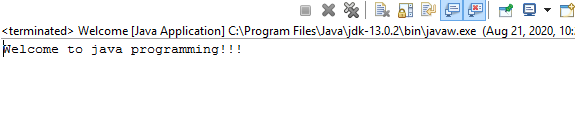 <terminated> Welcome [Java Application] C:\Program Files\Java\jdk-13.0.2\bin\javaw.exe (Aug 21, 2020, 10:
Welcome to java programming!!!